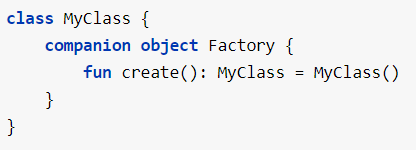 class MyClass {
    companion object Factory {
        fun create(): MyClass = MyClass()
    }
}